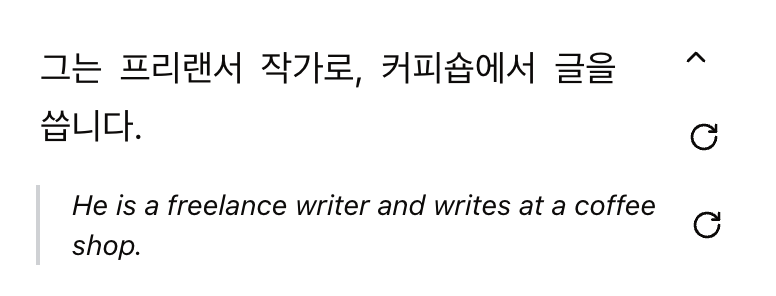 그는 프리랜서 작가로, 커피숍에서 글을
씁니다.
He is a freelance writer and writes at a coffee
shop.